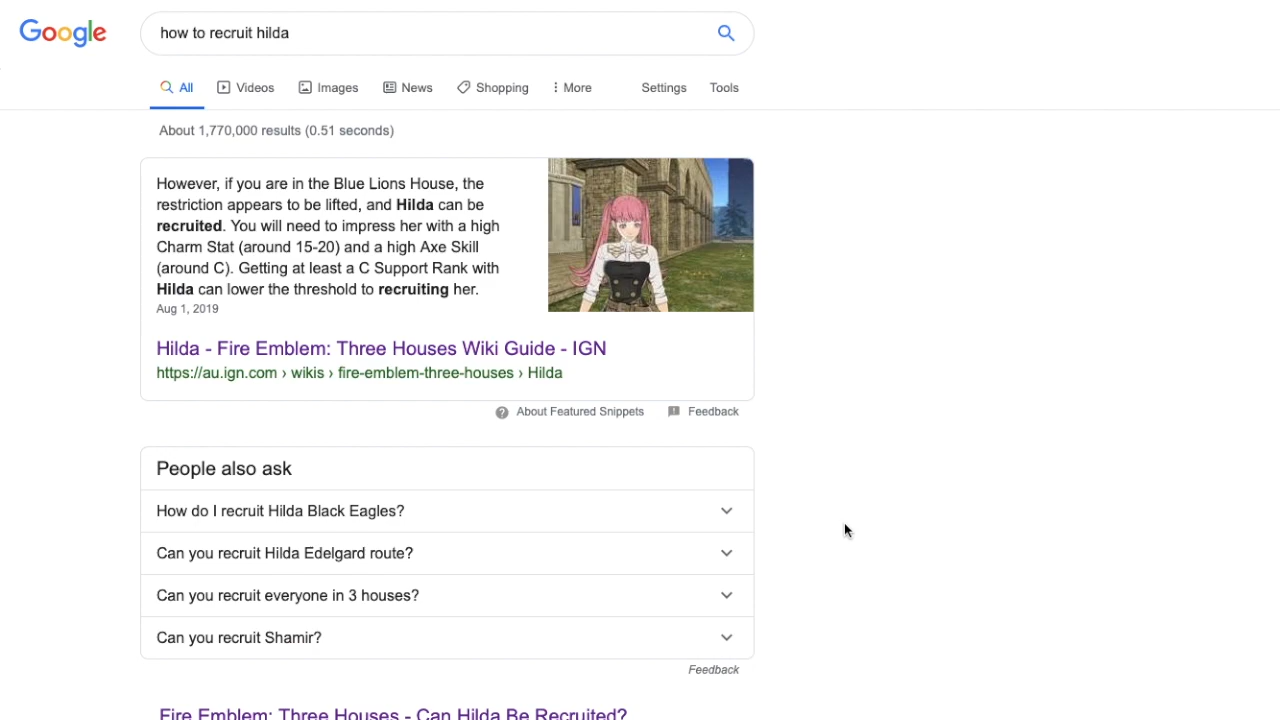 Google
how to recruit hilda
All Videos Images News Shopping More Settings Tools
About 1,770,000 results (0.51 seconds)
However, if you are in the Blue Lions House, the
restriction appears to be lifted, and Hilda can be
recruited. You will need to impress her with a high
Charm Stat (around 15-20) and a high Axe Skill
(around C). Getting at least a C Support Rank with
Hilda can lower the threshold to recruiting her.
Aug 1, 2019
Hilda - Fire Emblem: Three Houses Wiki Guide - IGN
https://au.ign.com › wikis › fire-emblem-three-houses › Hilda
About Featured Snippets Feedback
People also ask
How do I recruit Hilda Black Eagles?
Can you recruit Hilda Edelgard route?
Can you recruit everyone in 3 houses?
Can you recruit Shamir?
Feedback
Fire Emblem: Three Houses - Can Hilda Be Recruited?